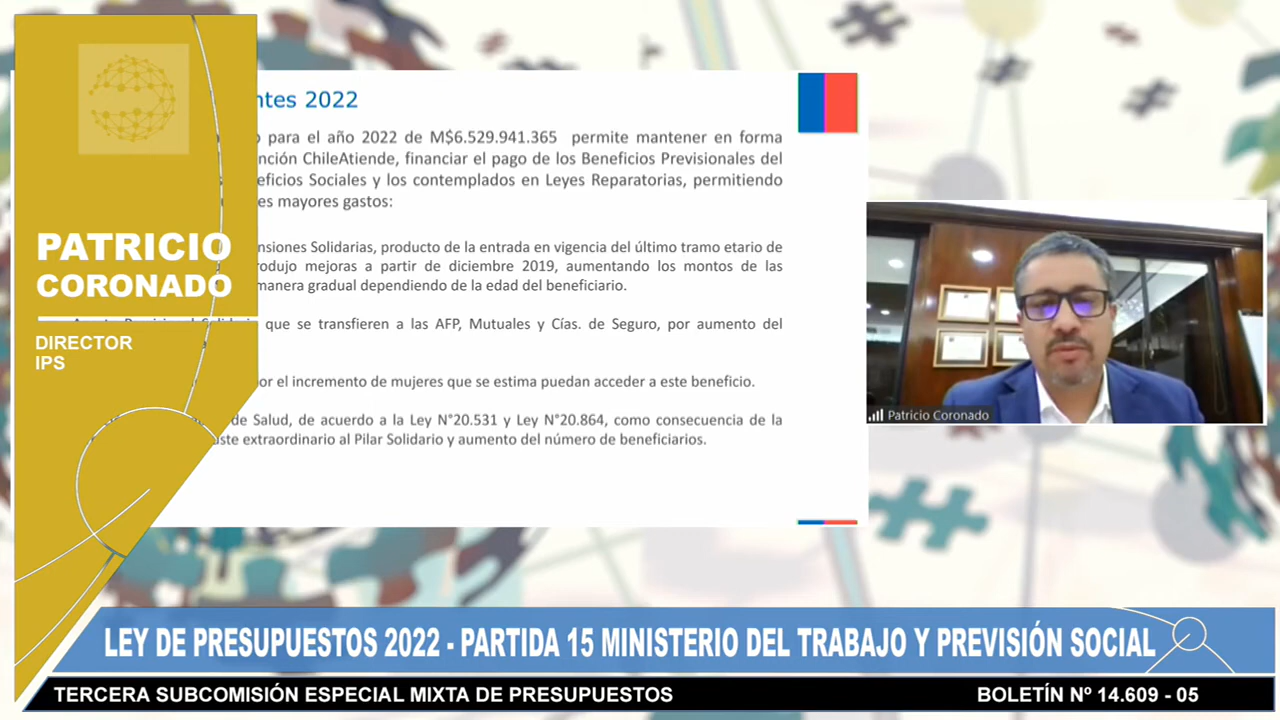 ntes 2022
para el año 2022 de M$6.529.941.365 permite mantener en forma
nción ChileAtiende, financiar el pago de los Beneficios Previsionales del
eficios Sociales y los contemplados en Leyes Reparatorias, permitiendo
es mayores gastos:
nsiones Solidarias, producto de la entrada en vigencia del último tramo etario de
rodujo mejoras a partir de diciembre 2019, aumentando los montos de las
manera gradual dependiendo de la edad del beneficiario.
que se transfieren a las AFP, Mutuales y Cías. de Seguro, por aumento del
or el incremento de mujeres que se estima puedan acceder a este beneficio.
de Salud, de acuerdo a la Ley N°20.531 y Ley N°20.864, como consecuencia de la
uste extraordinario al Pilar Solidario y aumento del número de beneficiarios.
PATRICIO
CORONADO
DIRECTOR
IPS
Patricio Coronado
LEY DE PRESUPUESTOS 2022 - PARTIDA 15 MINISTERIO DEL TRABAJO Y PREVISIÓN SOCIAL
TERCERA SUBCOMISIÓN ESPECIAL MIXTA DE PRESUPUESTOS
BOLETÍN Nº 14.609 - 05